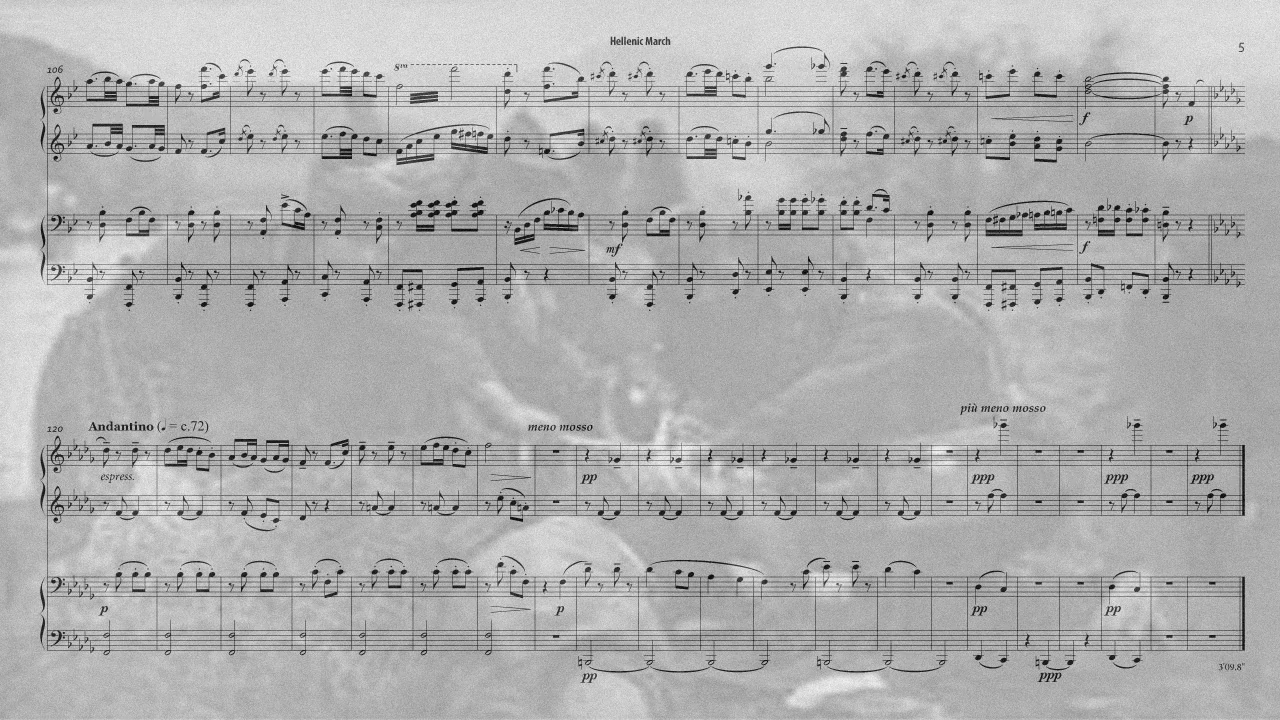 Hellenic March
5
106
8va
f
p
mf
f
più meno mosso
120
Andantino (♩ = c.72)
meno mosso
espress.
pp
ppp
ppp
ppp
p
p
pp
pp
pp
ppp
3'09.8"